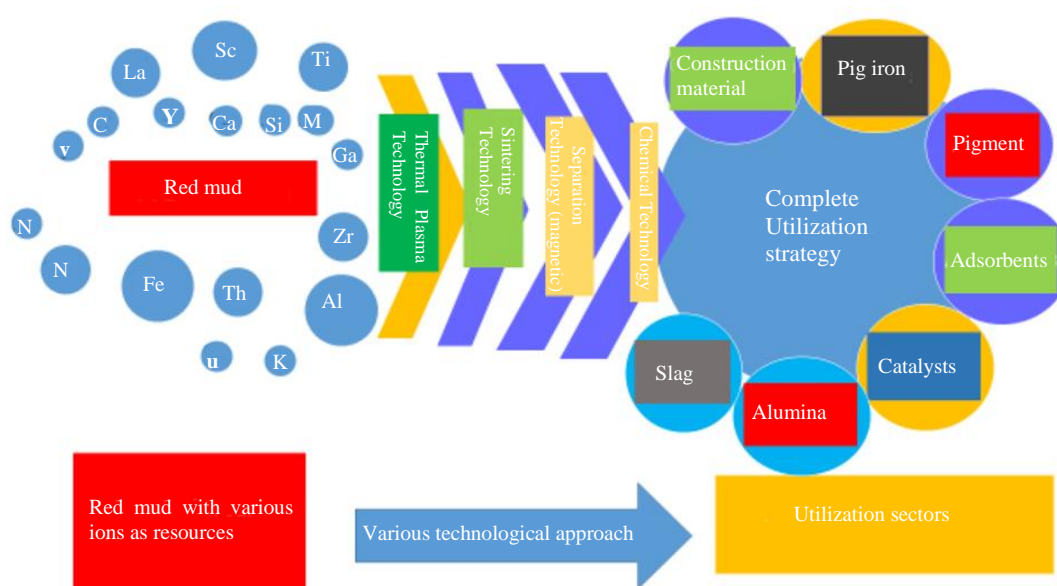 Sc
La
Ti
C
Y
Ca
Si
M
v
Ga
Red mud
N
Zr
N
Fe
Th
Al
u
K
Thermal Plasma
Technology
Sintering
Technology
Separation
Technology (magnetic)
Chemical Technology
Construction
material
Pig iron
Pigment
Complete
Utilization
strategy
Adsorbents
Catalysts
Slag
Alumina
Red mud with various
ions as resources
Various technological approach
Utilization sectors